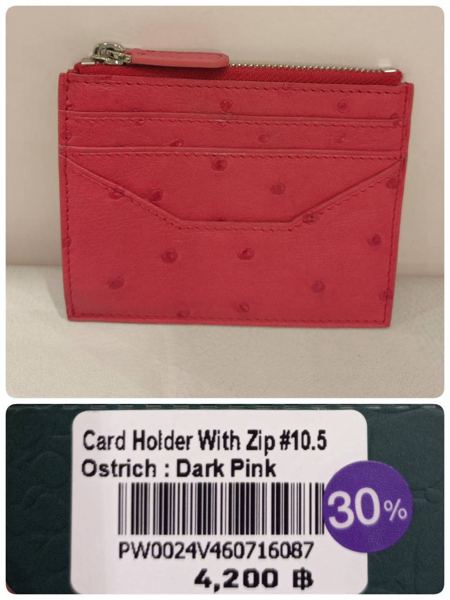 Card Holder With Zip #10.5
Ostrich : Dark Pink
30%
PW0024V460716087
4,200 ฿